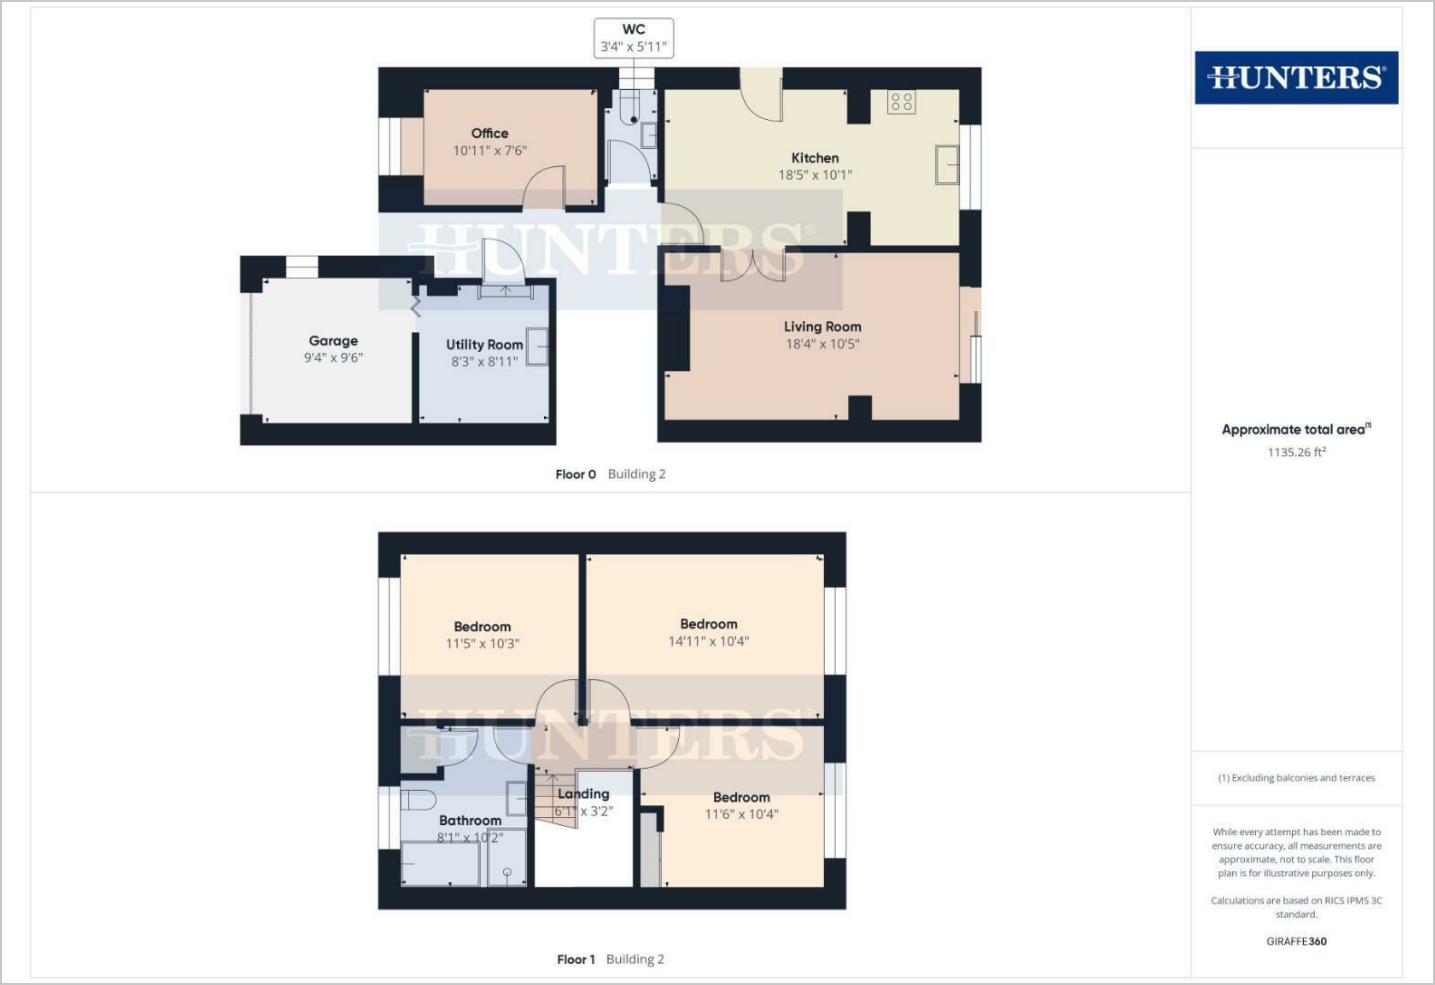 WC
3'4" x 5'11"
HUNTERS®
Office
10'11" x 7'6"
Kitchen
18'5" x 10'1"
HUNTERS®
Garage
9'4" x 9'6"
Utility Room
8'3" x 8'11"
Living Room
18'4" x 10'5"
Approximate total area(1)
1135.26 ft²
Floor 0 Building 2
Bedroom
11'5" x 10'3"
Bedroom
14'11" x 10'4"
HUNTERS
Landing
6'1" x 3'2"
Bedroom
11'6" x 10'4"
Bathroom
8'1" x 10'2"
(1) Excluding balconies and terraces
While every attempt has been made to
ensure accuracy, all measurements are
approximate, not to scale. This floor
plan is for illustrative purposes only.
Calculations are based on RICS IPMS 3C
standard.
GIRAFFE360
Floor 1 Building 2